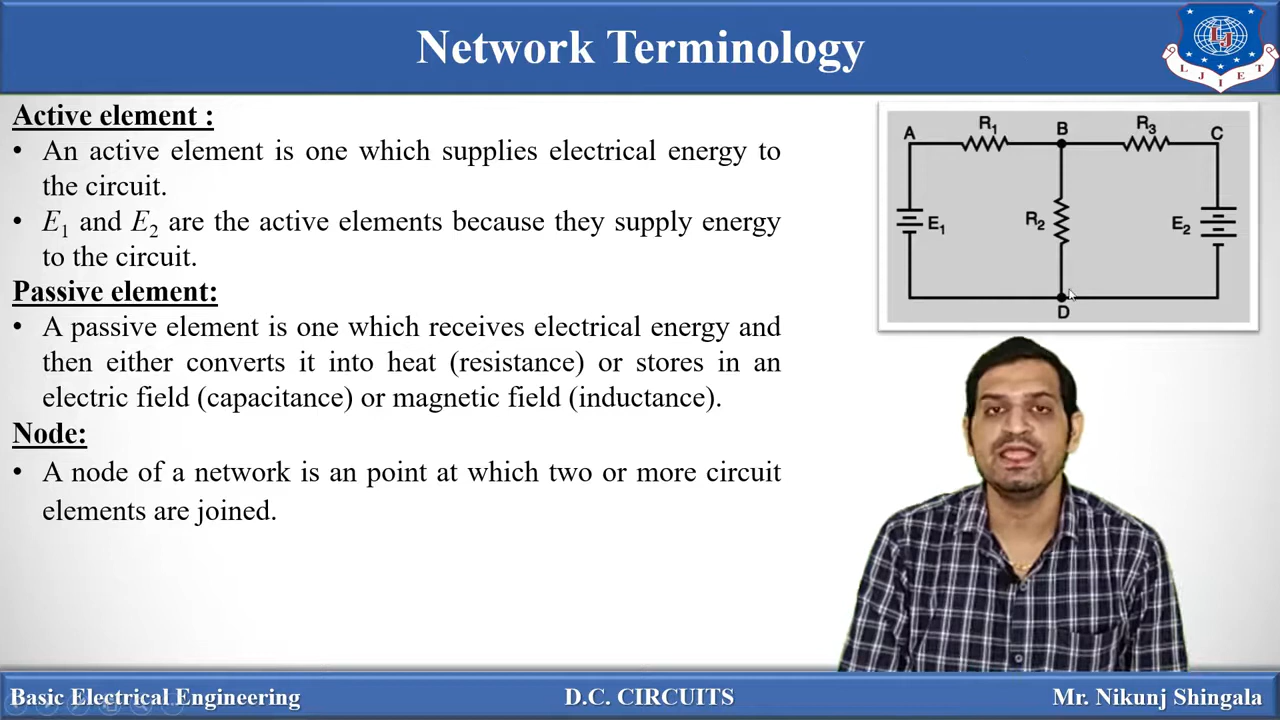 Network Terminology
LJ
L J I E T
Active element :
• An active element is one which supplies electrical energy to
the circuit.
• E1 and E2 are the active elements because they supply energy
to the circuit.
Passive element:
• A passive element is one which receives electrical energy and
then either converts it into heat (resistance) or stores in an
electric field (capacitance) or magnetic field (inductance).
Node:
• A node of a network is an point at which two or more circuit
elements are joined.
A R1 B R3 C
E1 R2 E2
D
Basic Electrical Engineering
D.C. CIRCUITS
Mr. Nikunj Shingala